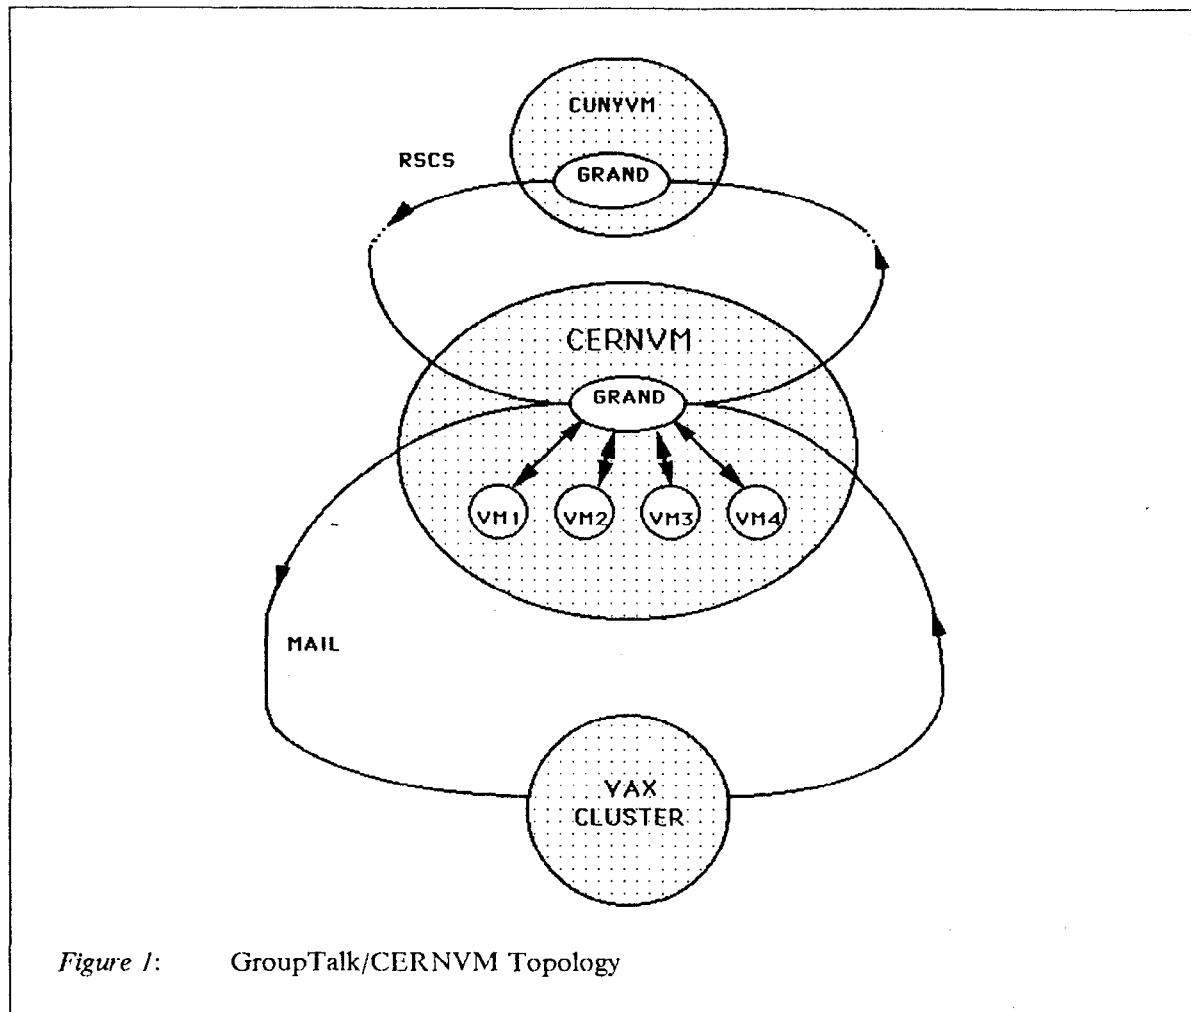 CUNYVM
RSCS
GRAND
CERNVM
GRAND
VM1 VM2 VM3 VM4
MAIL
VAX
CLUSTER
Figure 1: GroupTalk/CERNVM Topology